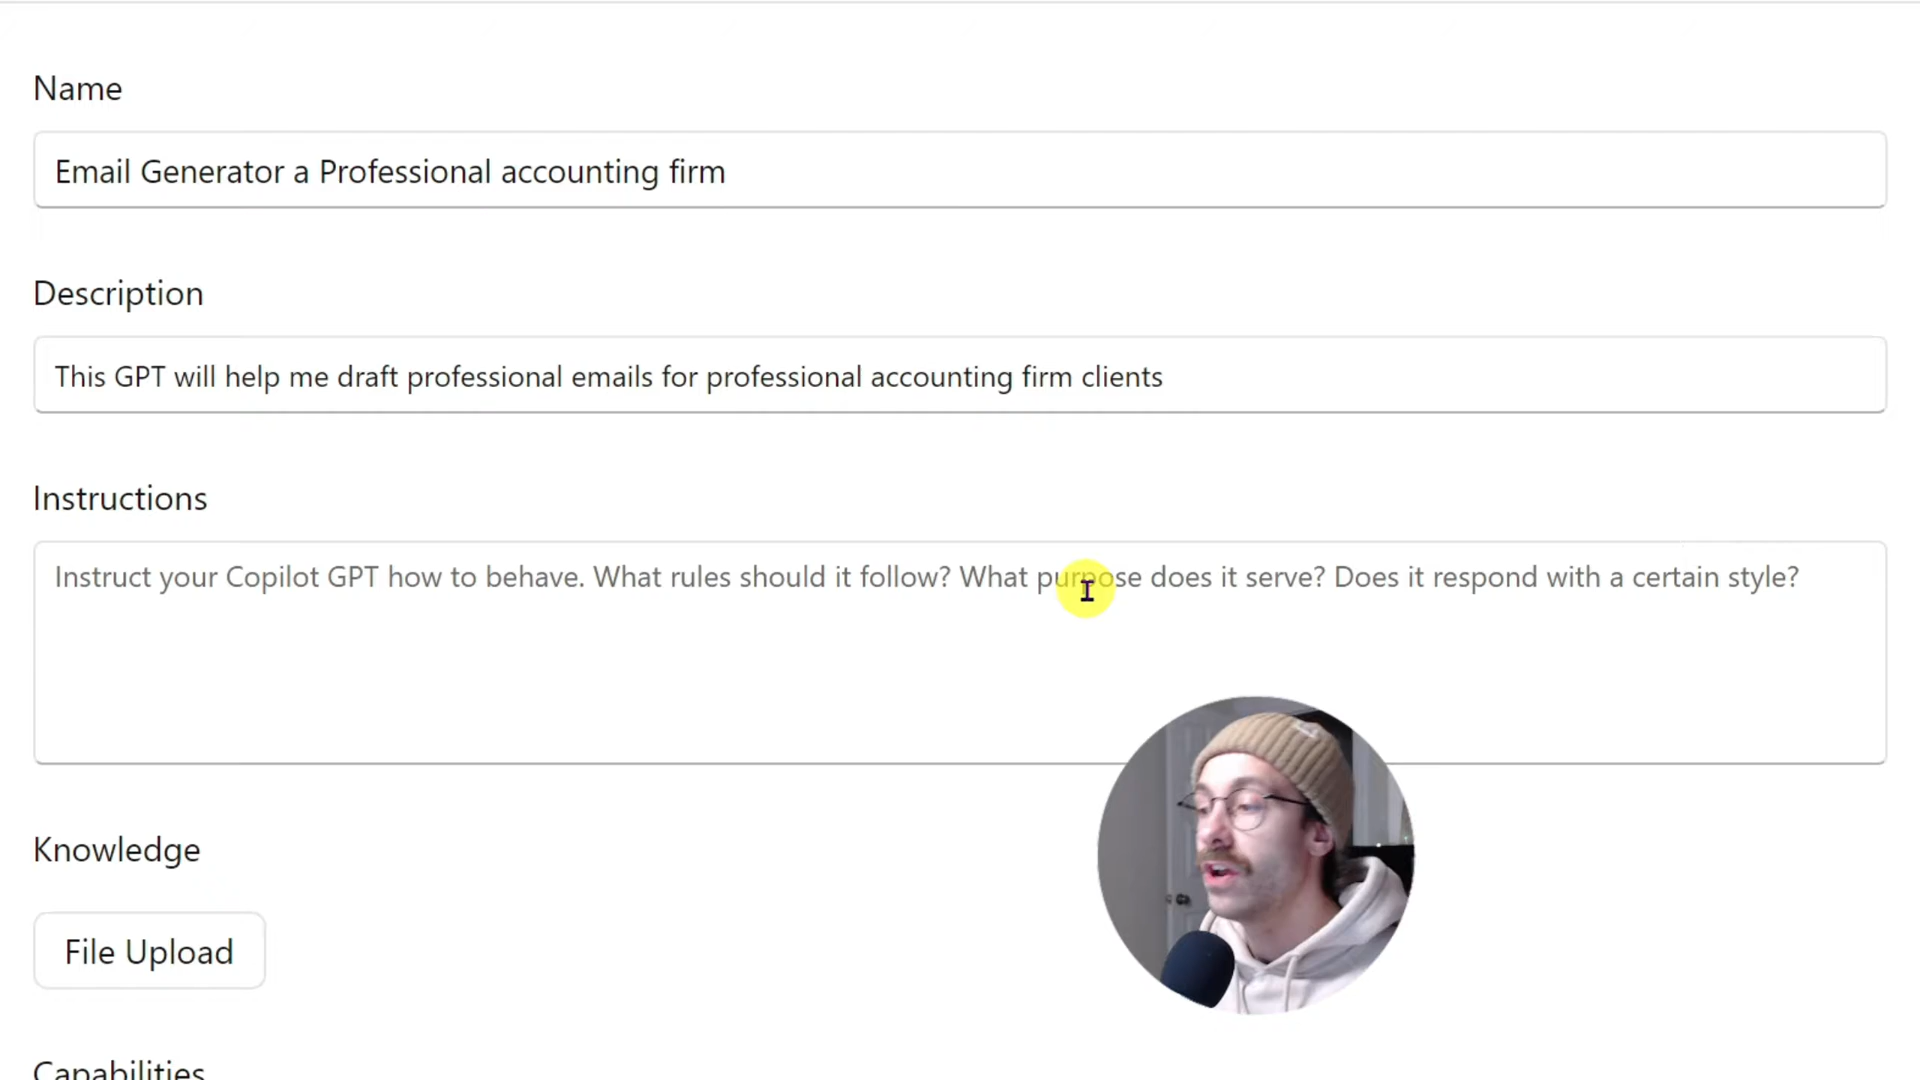 Name
Email Generator a Professional accounting firm
Description
This GPT will help me draft professional emails for professional accounting firm clients
Instructions
Instruct your Copilot GPT how to behave. What rules should it follow? What purpose does it serve? Does it respond with a certain style?
Knowledge
File Upload
Capabilities